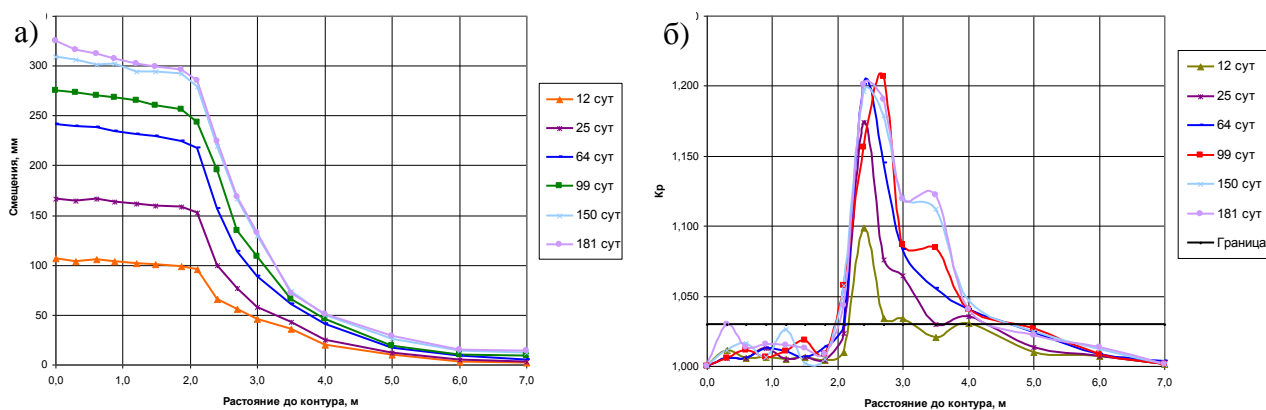 а)
300
250
200
150
100
50
0
Смещения, мм
0,0 1,0 2,0 3,0 4,0 5,0 6,0 7,0
Растояние до контура, м
12 сут
25 сут
64 сут
99 сут
150 сут
181 сут
б)
1,200
1,150
1,100
1,050
1,000
Кр
0,0 1,0 2,0 3,0 4,0 5,0 6,0 7,0
Расстояние до контура, м
12 сут
25 сут
64 сут
99 сут
150 сут
181 сут
Граница